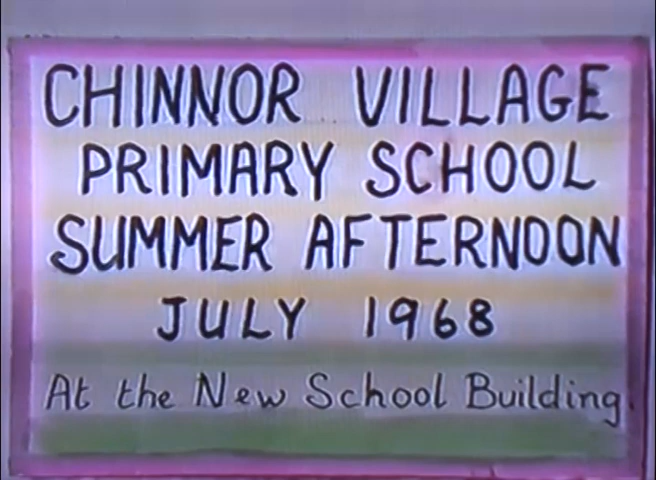 CHINNOR VILLAGE
PRIMARY SCHOOL
SUMMER AFTERNOON
JULY 1968
At the New School Building.